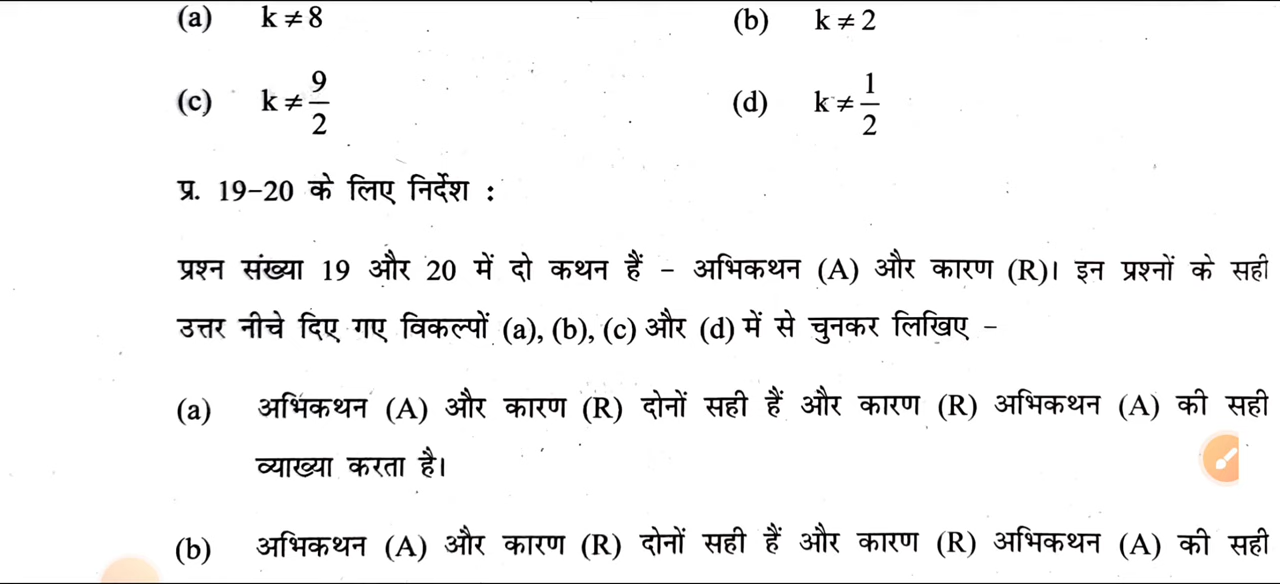 (a) k ≠ 8 (b) k ≠ 2
(c) k ≠ 9/2 (d) k ≠ 1/2
प्र. 19-20 के लिए निर्देश :
प्रश्न संख्या 19 और 20 में दो कथन हैं - अभिकथन (A) और कारण (R)। इन प्रश्नों के सही
उत्तर नीचे दिए गए विकल्पों (a), (b), (c) और (d) में से चुनकर लिखिए -
(a) अभिकथन (A) और कारण (R) दोनों सही हैं और कारण (R) अभिकथन (A) की सही
व्याख्या करता है।
(b) अभिकथन (A) और कारण (R) दोनों सही हैं और कारण (R) अभिकथन (A) की सही